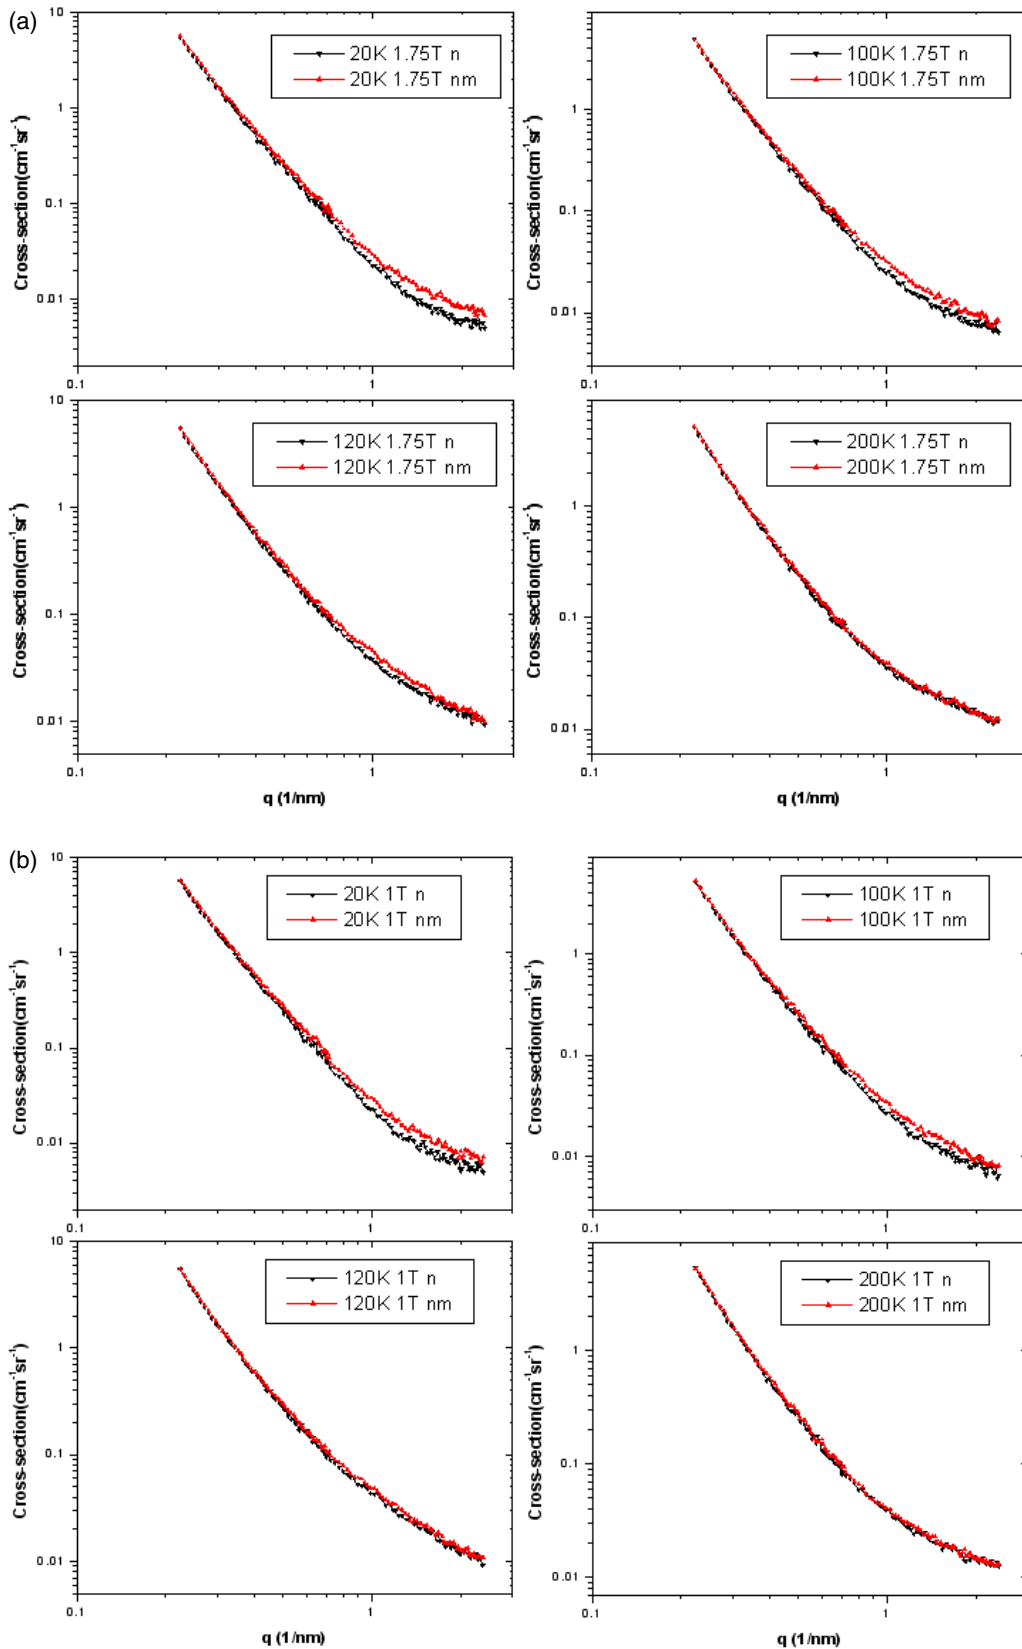 (a)
20K 1.75T n
20K 1.75T nm
10
1
0.1
0.01
Cross-section(cm⁻¹sr⁻¹)
0.1
1
100K 1.75T n
100K 1.75T nm
1
0.1
0.01
Cross-section(cm⁻¹sr⁻¹)
0.1
1
120K 1.75T n
120K 1.75T nm
10
1
0.1
0.01
Cross-section(cm⁻¹sr⁻¹)
0.1
1
q (1/nm)
200K 1.75T n
200K 1.75T nm
1
0.1
0.01
Cross-section(cm⁻¹sr⁻¹)
0.1
1
q (1/nm)
(b)
20K 1T n
20K 1T nm
10
1
0.1
0.01
Cross-section(cm⁻¹sr⁻¹)
0.1
1
100K 1T n
100K 1T nm
1
0.1
0.01
Cross-section(cm⁻¹sr⁻¹)
0.1
1
120K 1T n
120K 1T nm
10
1
0.1
0.01
Cross-section(cm⁻¹sr⁻¹)
0.1
1
q (1/nm)
200K 1T n
200K 1T nm
1
0.1
0.01
Cross-section(cm⁻¹sr⁻¹)
0.1
1
q (1/nm)